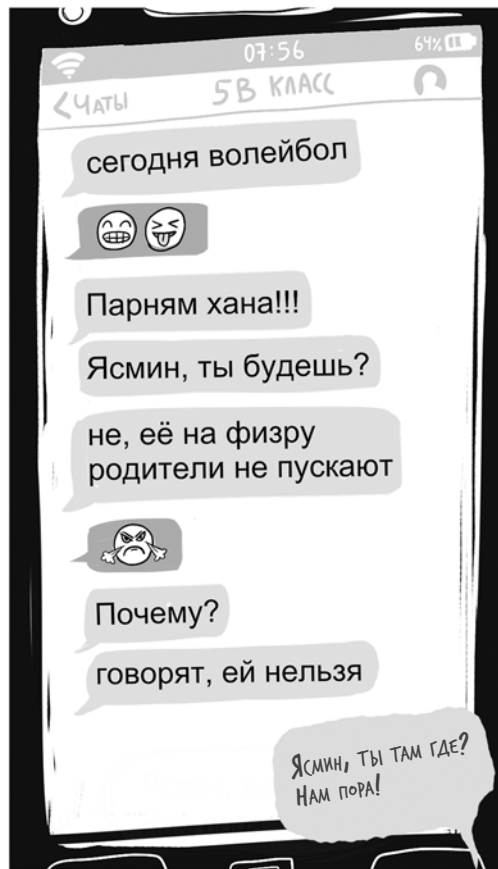 07:56
64%
<Чаты
5В класс
сегодня волейбол
Парням хана!!!
Ясмин, ты будешь?
не, её на физру
родители не пускают
Почему?
говорят, ей нельзя
Ясмин, ты там где?
Нам пора!